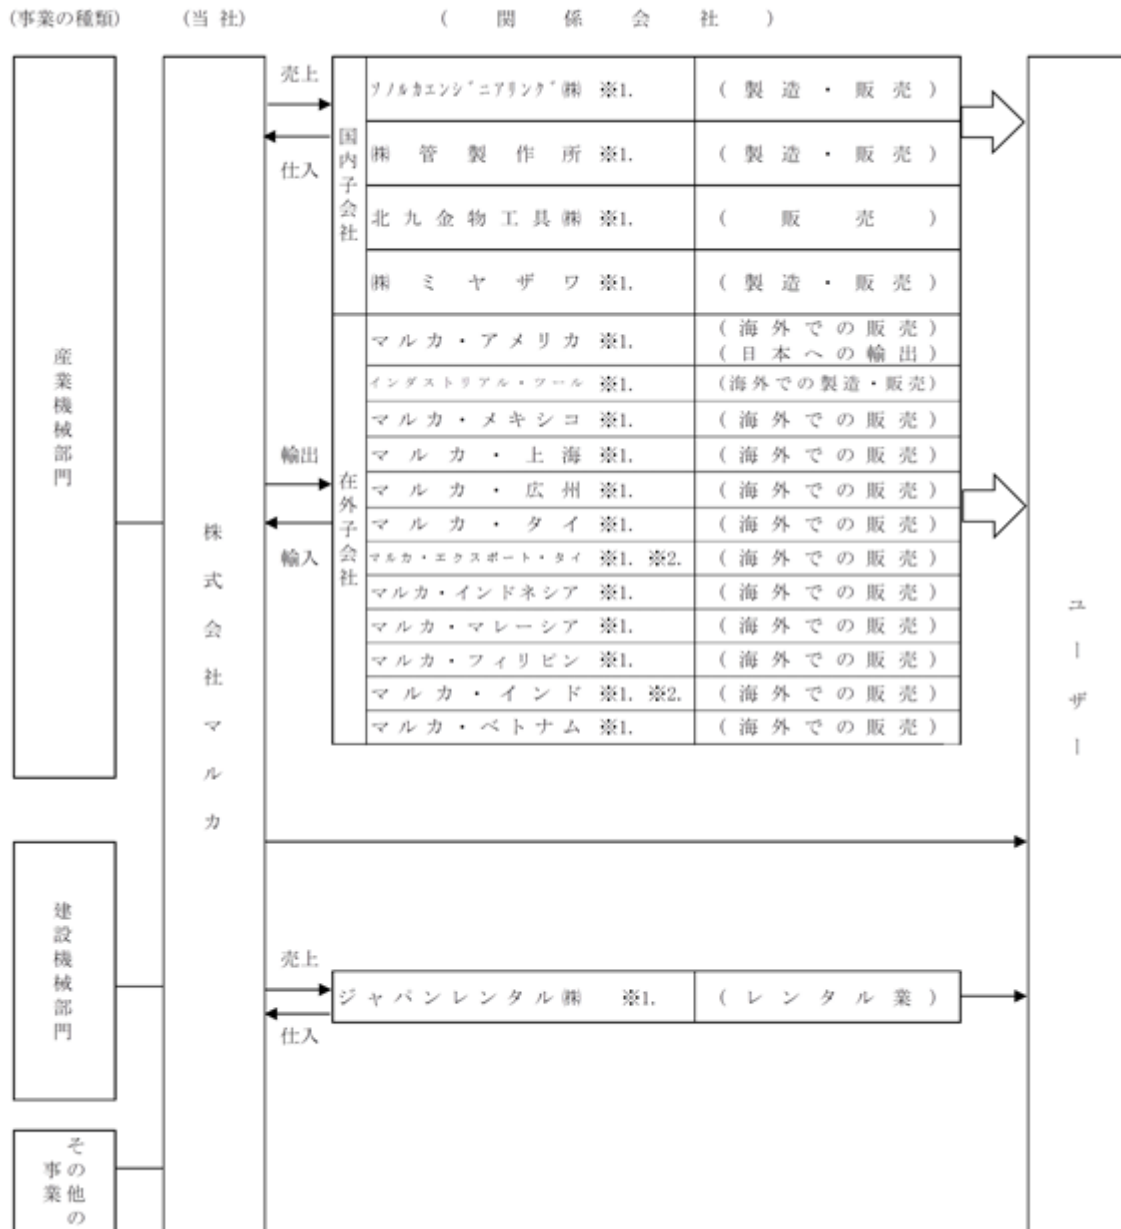 (事業の種類) (当 社) ( 関 係 会 社 )
産業機械部門
建設機械部門
その他の
事業
株式会社マルカ
売上
仕入
輸出
輸入
国内子会社
ソノルカエンジニアリング㈱ ※1. (製造・販売)
㈱管製作所 ※1. (製造・販売)
北九金物工具㈱ ※1. (販売)
㈱ミヤザワ ※1. (製造・販売)
在外子会社
マルカ・アメリカ ※1. (海外での販売)
(日本への輸出)
インダストリアル・ツール ※1. (海外での製造・販売)
マルカ・メキシコ ※1. (海外での販売)
マルカ・上海 ※1. (海外での販売)
マルカ・広州 ※1. (海外での販売)
マルカ・タイ ※1. (海外での販売)
マルカ・エクスポート・タイ ※1. ※2. (海外での販売)
マルカ・インドネシア ※1. (海外での販売)
マルカ・マレーシア ※1. (海外での販売)
マルカ・フィリピン ※1. (海外での販売)
マルカ・インド ※1. ※2. (海外での販売)
マルカ・ベトナム ※1. (海外での販売)
売上
仕入
ジャパンレンタル㈱ ※1. (レンタル業)
ユーザー